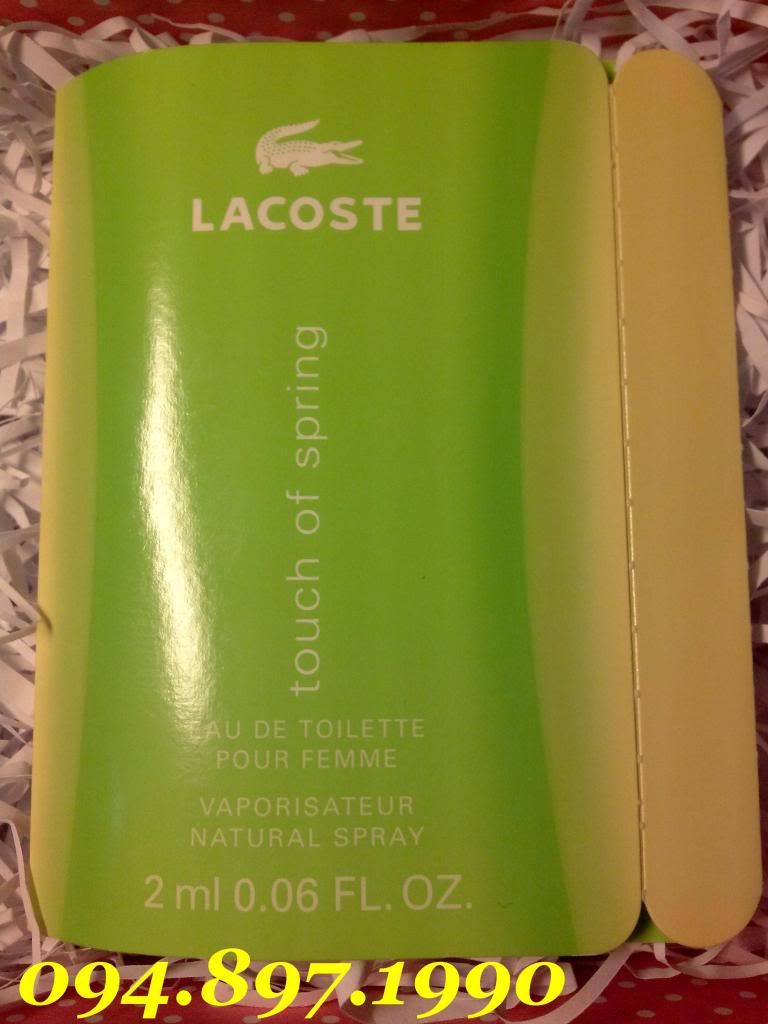 LACOSTE
touch of spring
EAU DE TOILETTE
POUR FEMME
VAPORISATEUR
NATURAL SPRAY
2 ml 0.06 FL. OZ.
094.897.1990